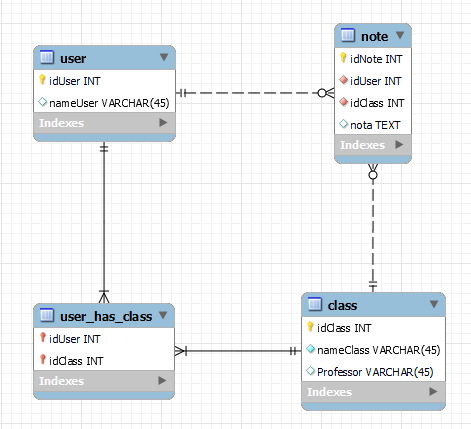 user
idUser INT
nameUser VARCHAR(45)
Indexes
note
idNote INT
idUser INT
idClass INT
nota TEXT
Indexes
user_has_class
idUser INT
idClass INT
Indexes
class
idClass INT
nameClass VARCHAR(45)
Professor VARCHAR(45)
Indexes